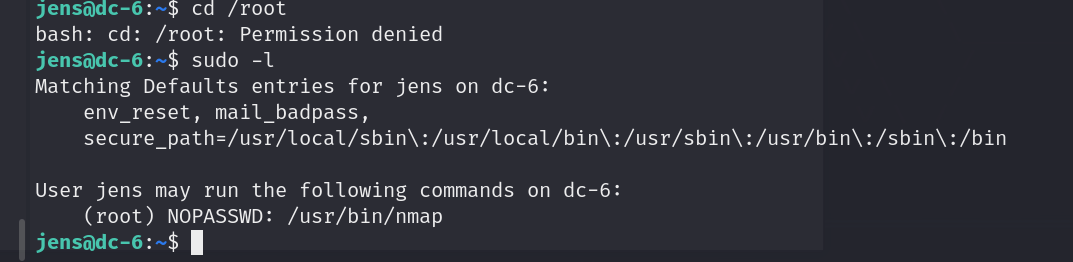 jens@dc-6:~$ cd /root
bash: cd: /root: Permission denied
jens@dc-6:~$ sudo -l
Matching Defaults entries for jens on dc-6:
    env_reset, mail_badpass,
    secure_path=/usr/local/sbin\:/usr/local/bin\:/usr/sbin\:/usr/bin\:/sbin\:/bin

User jens may run the following commands on dc-6:
    (root) NOPASSWD: /usr/bin/nmap
jens@dc-6:~$